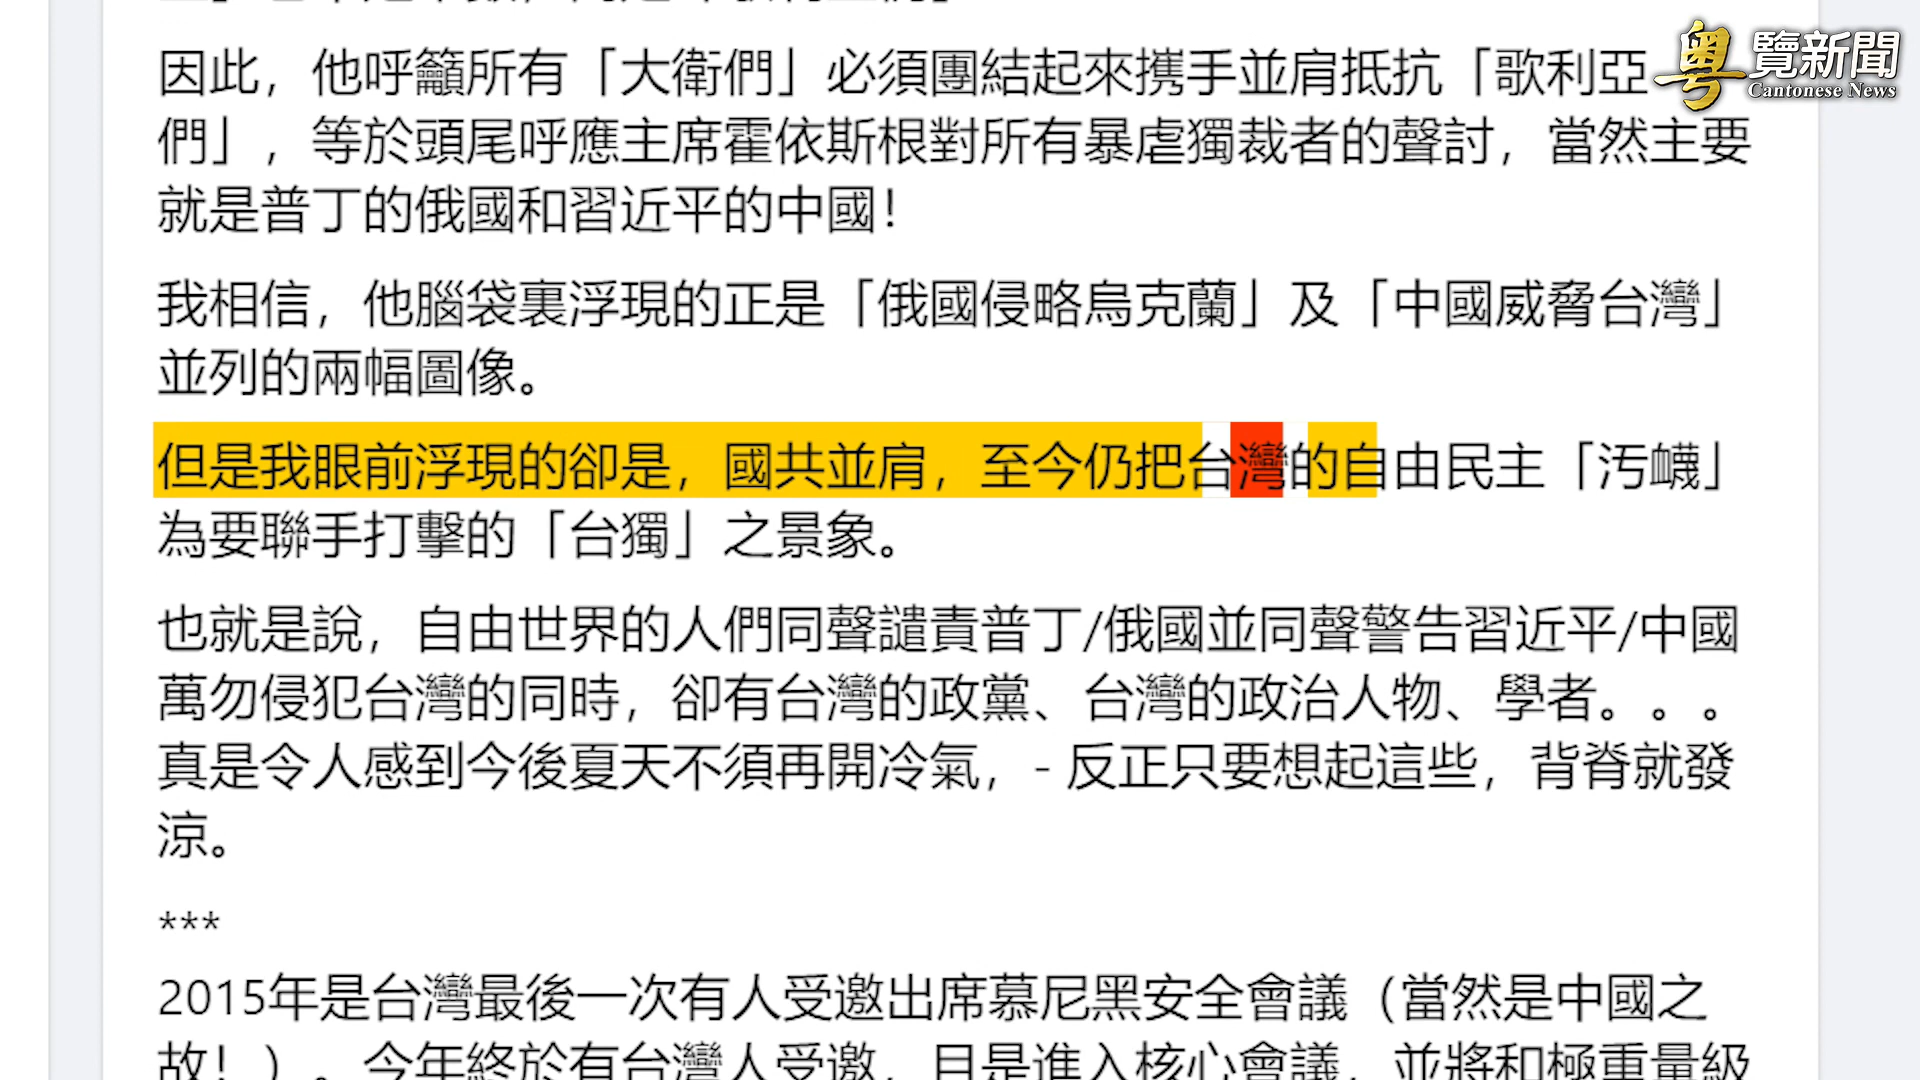 粵覽新聞
Cantonese News
因此，他呼籲所有「大衛們」必須團結起來攜手並肩抵抗「歌利亞
們」，等於頭尾呼應主席霍依斯根對所有暴虐獨裁者的聲討，當然主要
就是普丁的俄國和習近平的中國！
我相信，他腦袋裏浮現的正是「俄國侵略烏克蘭」及「中國威脅台灣」
並列的兩幅圖像。
但是我眼前浮現的卻是，國共並肩，至今仍把台灣的自由民主「汚衊」
為要聯手打擊的「台獨」之景象。
也就是說，自由世界的人們同聲譴責普丁/俄國並同聲警告習近平/中國
萬勿侵犯台灣的同時，卻有台灣的政黨、台灣的政治人物、學者。。。
真是令人感到今後夏天不須再開冷氣，- 反正只要想起這些，背脊就發
涼。
***
2015年是台灣最後一次有人受邀出席慕尼黑安全會議（當然是中國之
故！）。今年終於有台灣人受邀，且是進入核心會議，並將和極重量級